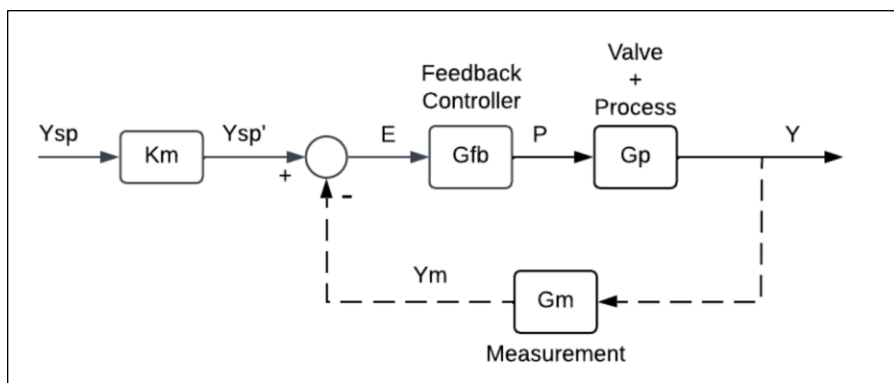 Valve
+
Process
Feedback
Controller
Ysp
Km
Ysp'
+
-
E
Gfb
P
Gp
Y
Ym
Gm
Measurement